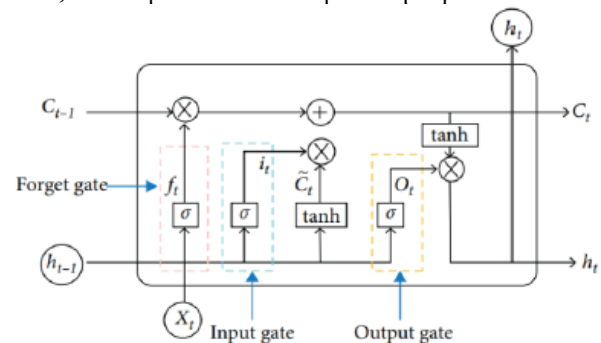 h_t
C_{t-1}
C_t
tanh
f_t
i_t
C̃_t
O_t
Forget gate
σ
σ
tanh
σ
h_{t-1}
h_t
X_t
Input gate
Output gate